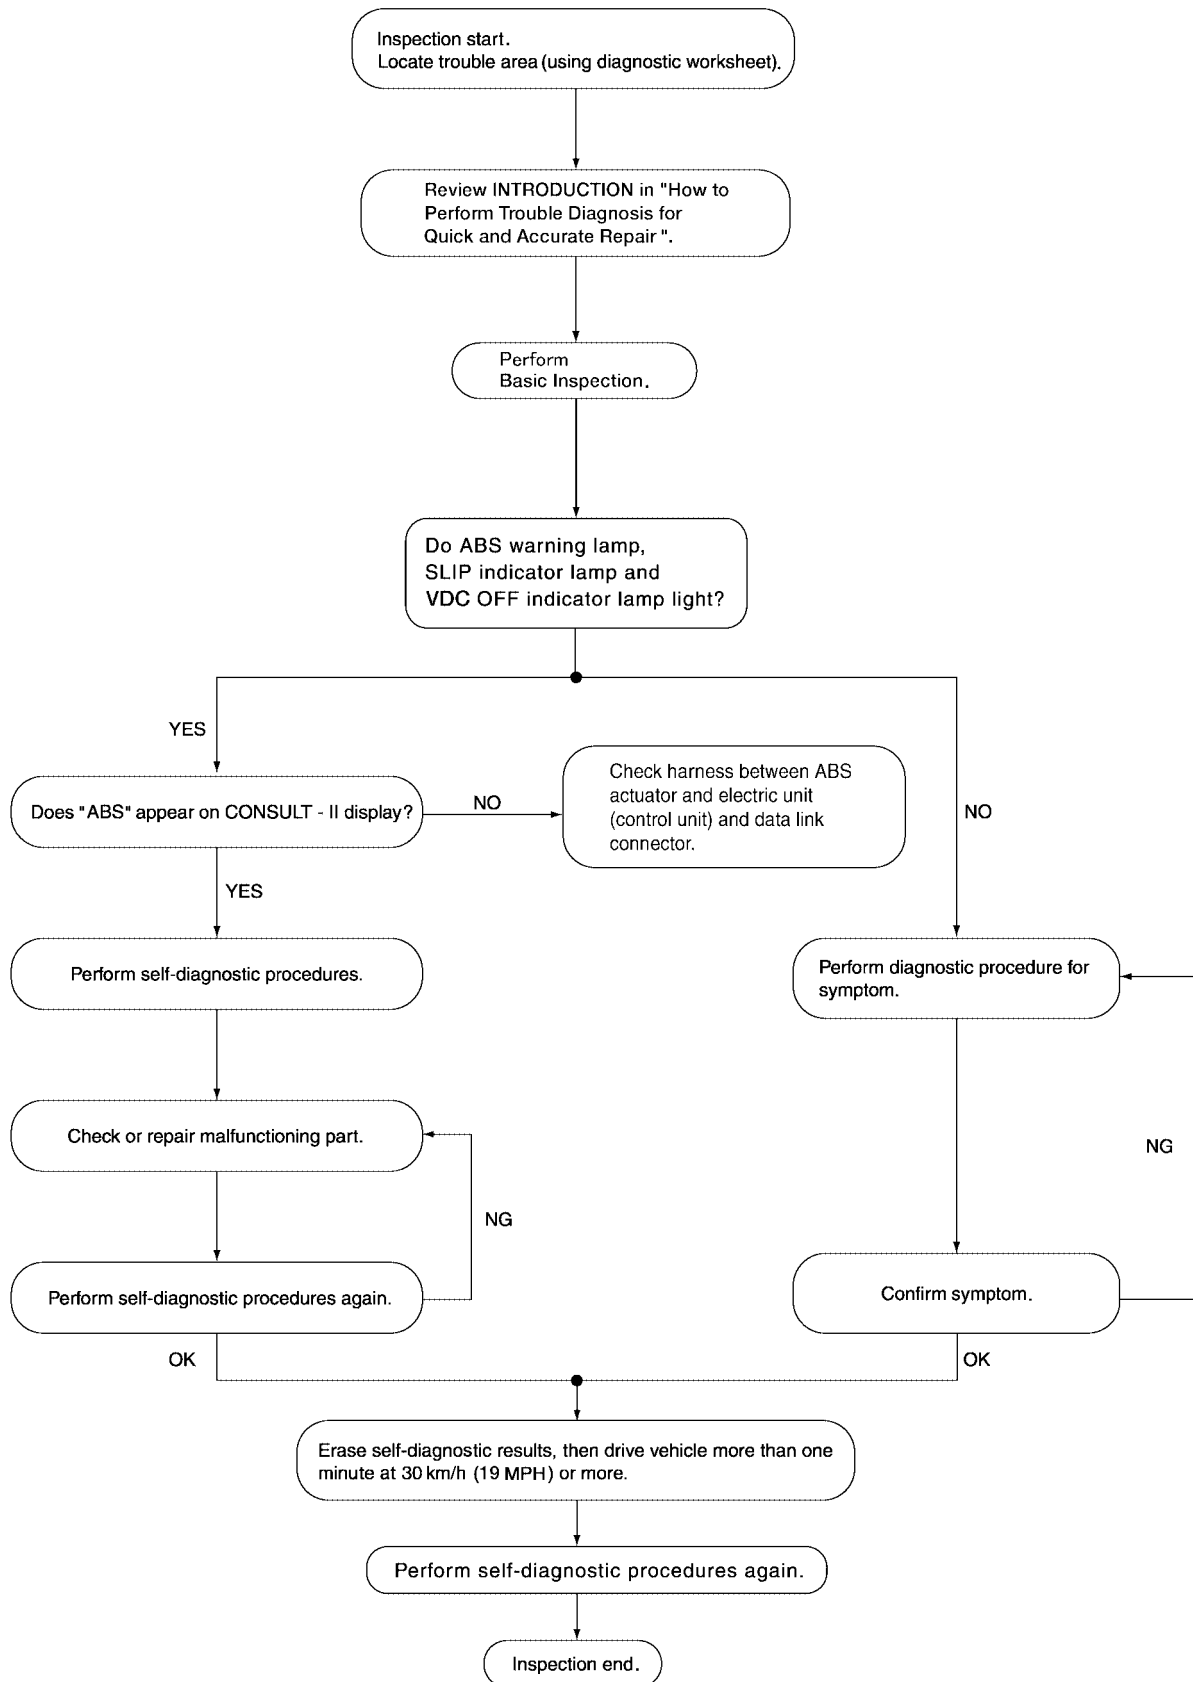 Inspection start.
Locate trouble area (using diagnostic worksheet).
Review INTRODUCTION in "How to
Perform Trouble Diagnosis for
Quick and Accurate Repair".
Perform
Basic Inspection.
Do ABS warning lamp,
SLIP indicator lamp and
VDC OFF indicator lamp light?
YES
NO
Does "ABS" appear on CONSULT - II display?
NO
Check harness between ABS
actuator and electric unit
(control unit) and data link
connector.
YES
Perform self-diagnostic procedures.
Perform diagnostic procedure for
symptom.
Check or repair malfunctioning part.
NG
NG
Perform self-diagnostic procedures again.
Confirm symptom.
OK
OK
Erase self-diagnostic results, then drive vehicle more than one
minute at 30 km/h (19 MPH) or more.
Perform self-diagnostic procedures again.
Inspection end.